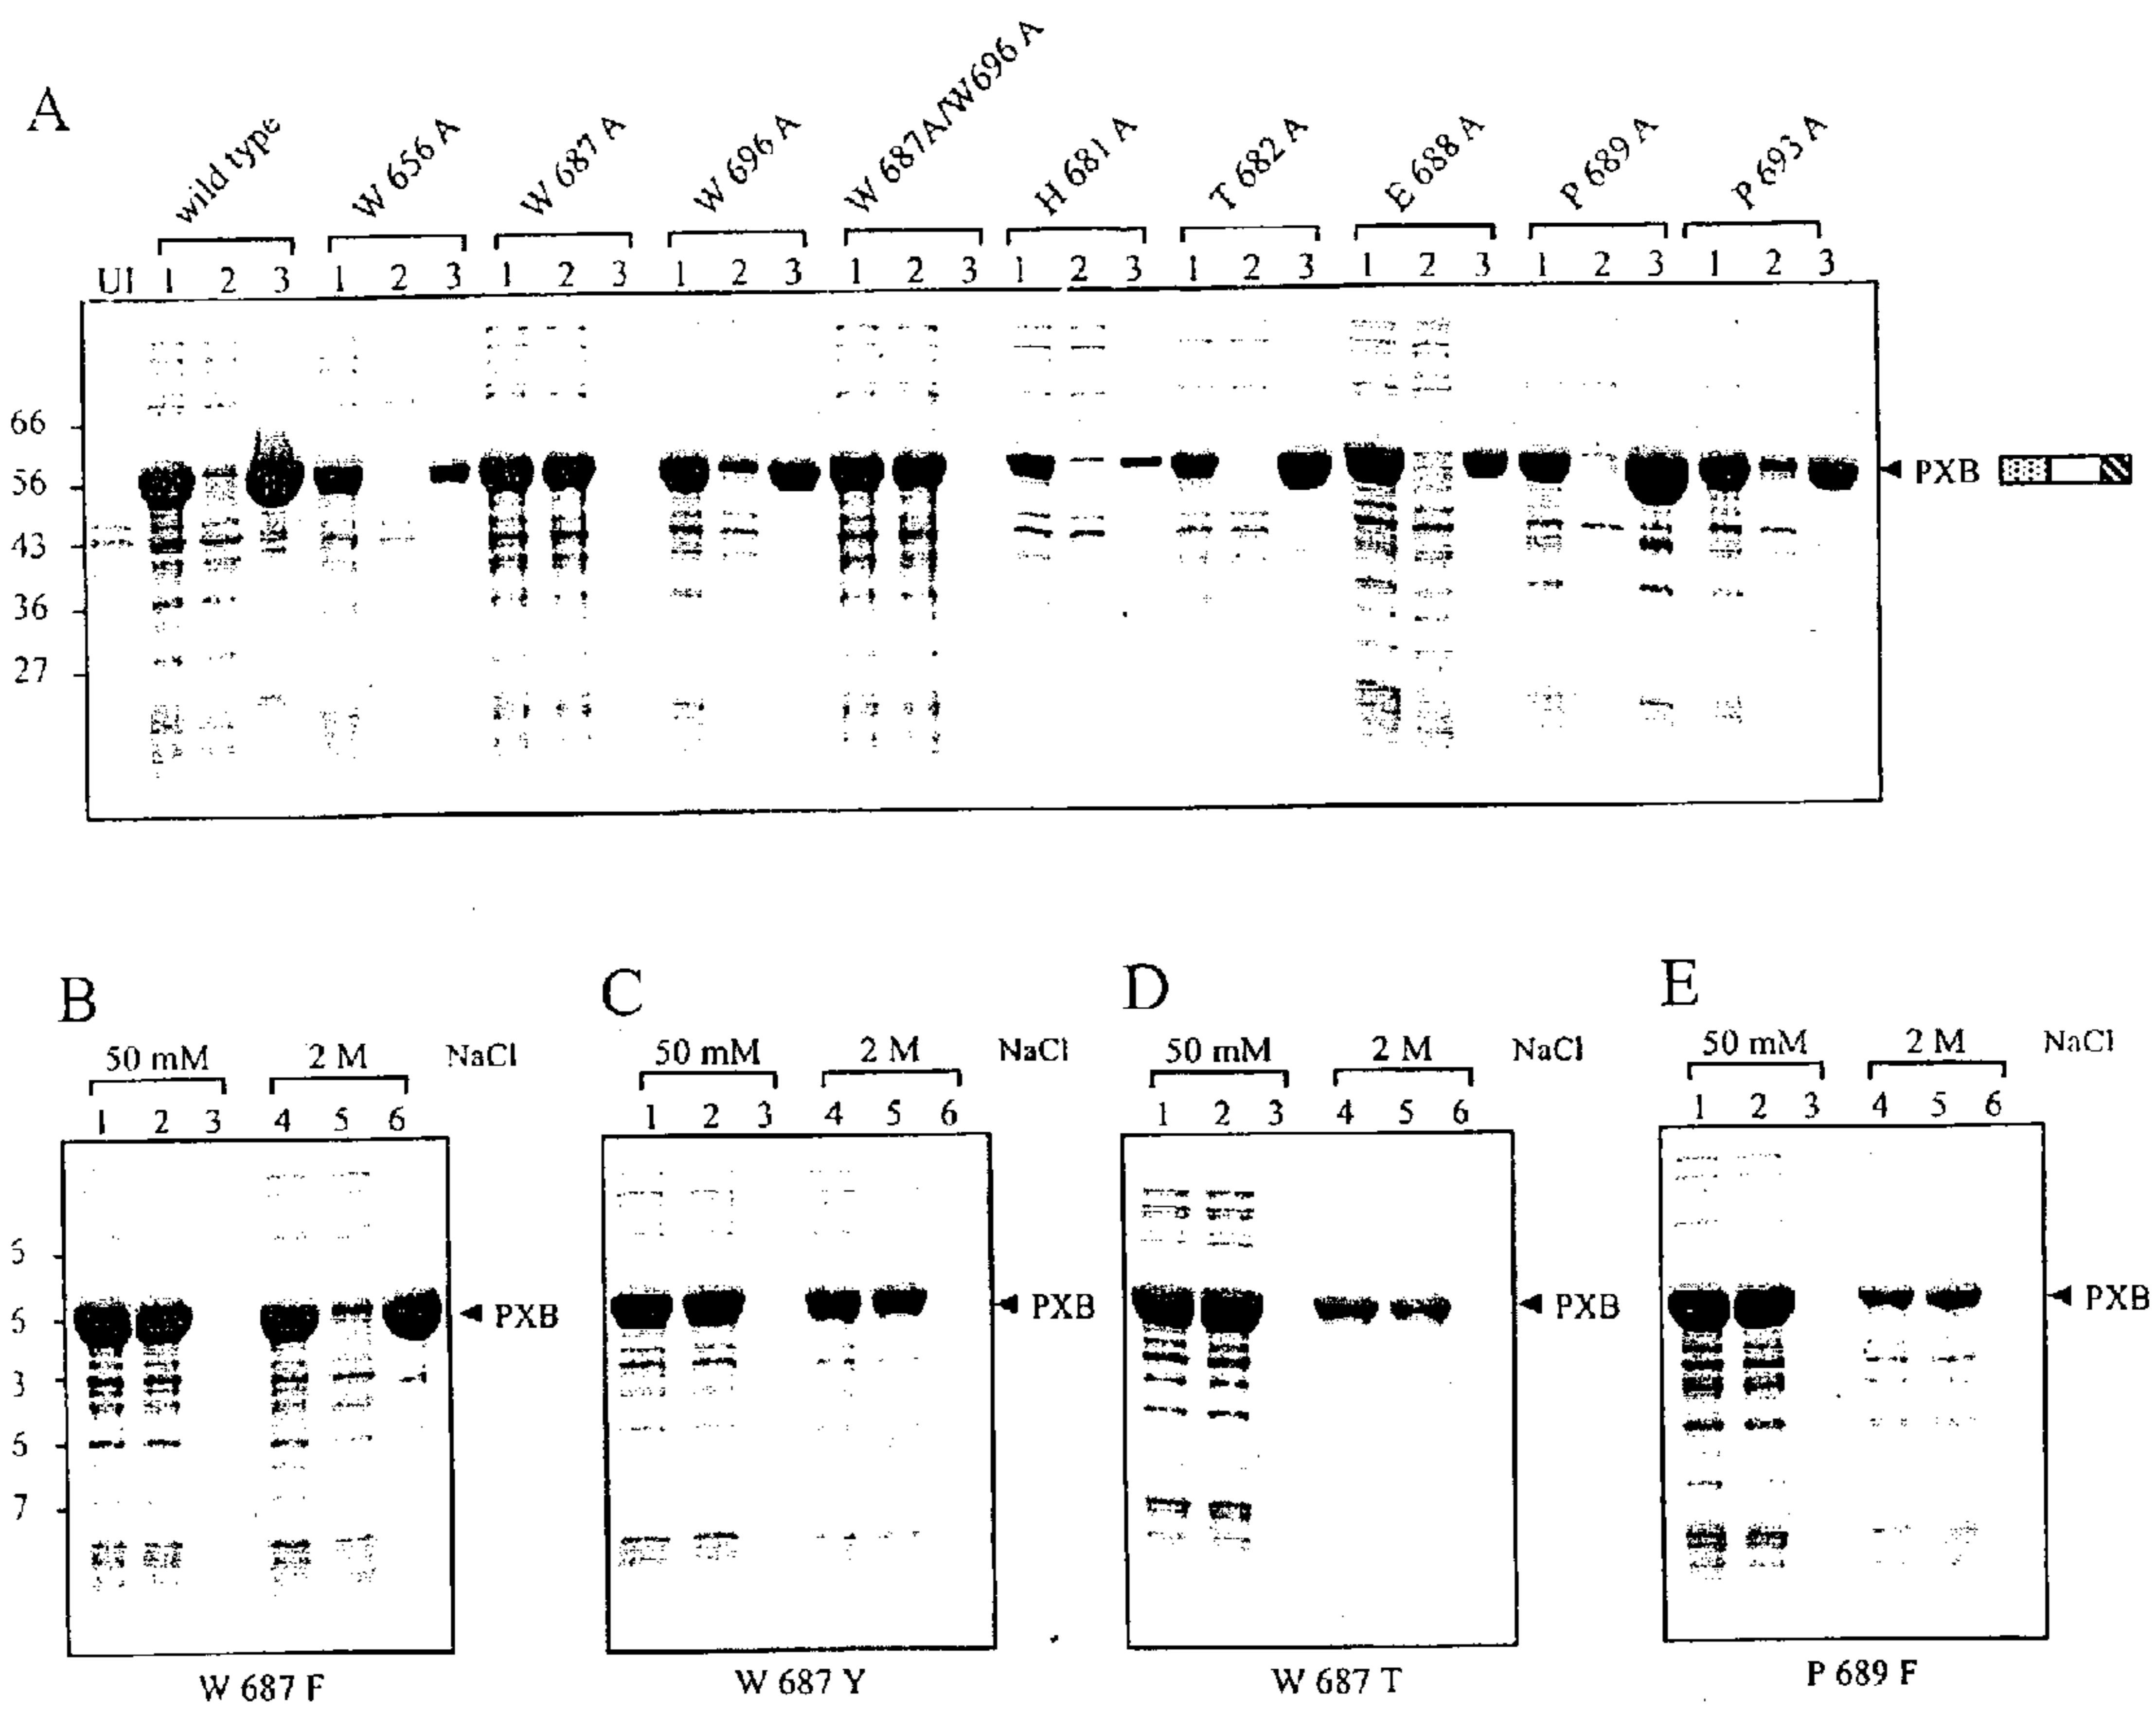 A
wild type W 656 A W 687 A W 696 A W 687A/W696 A H 681 A T 682 A E 688 A P 689 A P 693 A
UI 1 2 3 1 2 3 1 2 3 1 2 3 1 2 3 1 2 3 1 2 3 1 2 3 1 2 3 1 2 3
66
56
43
36
27
PXB
B C D E
50 mM 2 M NaCl 50 mM 2 M NaCl 50 mM 2 M NaCl 50 mM 2 M NaCl
1 2 3 4 5 6 1 2 3 4 5 6 1 2 3 4 5 6 1 2 3 4 5 6
6
6
3
6
7
PXB PXB PXB PXB
W 687 F W 687 Y W 687 T P 689 F